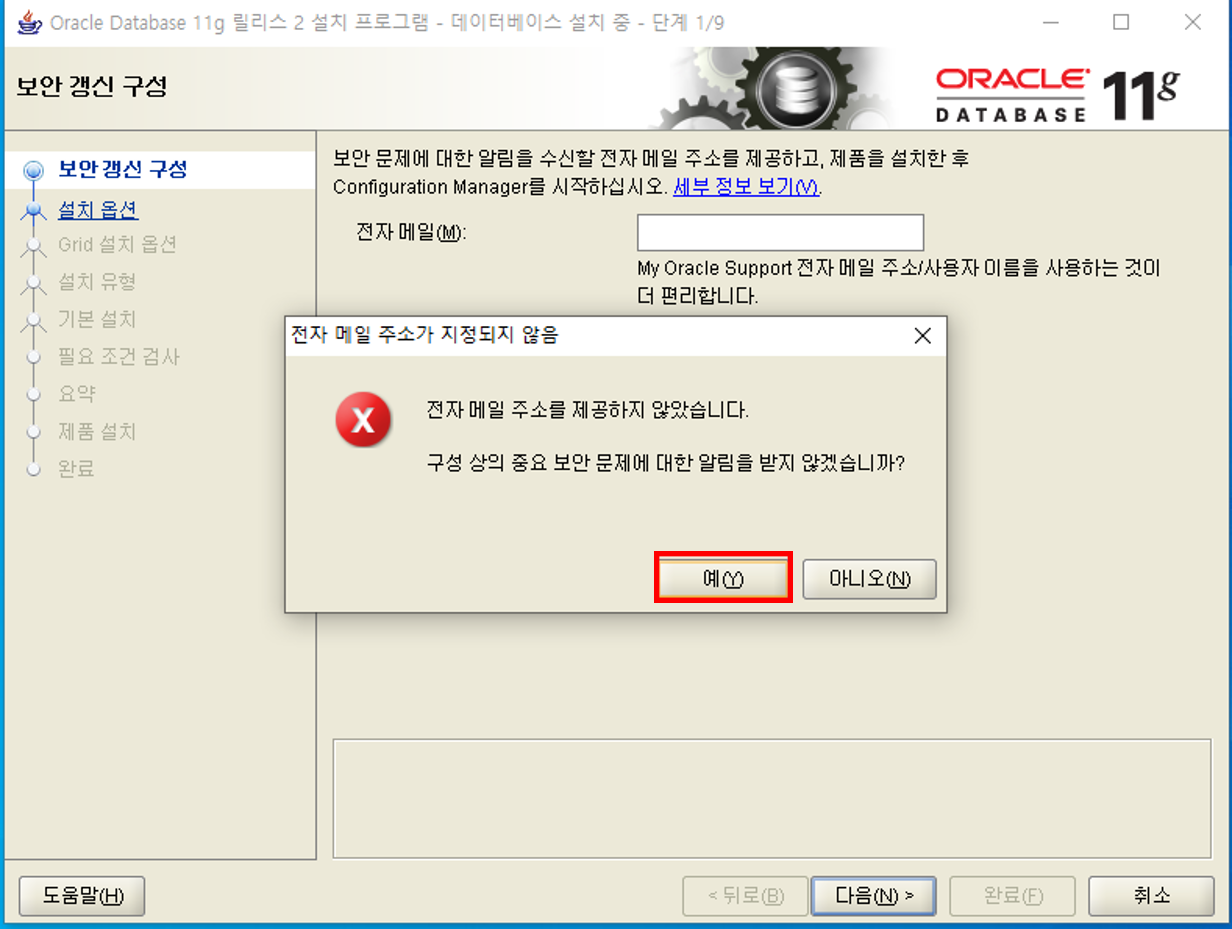 Oracle Database 11g 릴리스 2 설치 프로그램 - 데이터베이스 설치 중 - 단계 1/9
보안 갱신 구성
ORACLE
DATABASE
11g
보안 갱신 구성
설치 옵션
Grid 설치 옵션
설치 유형
기본 설치
필요 조건 검사
요약
제품 설치
완료
보안 문제에 대한 알림을 수신할 전자 메일 주소를 제공하고, 제품을 설치한 후
Configuration Manager를 시작하십시오. 세부 정보 보기(V).
전자 메일(M):
My Oracle Support 전자 메일 주소/사용자 이름을 사용하는 것이
더 편리합니다.
전자 메일 주소가 지정되지 않음
전자 메일 주소를 제공하지 않았습니다.
구성 상의 중요 보안 문제에 대한 알림을 받지 않겠습니까?
예(Y)
아니오(N)
도움말(H)
< 뒤로(B)
다음(N) >
완료(F)
취소